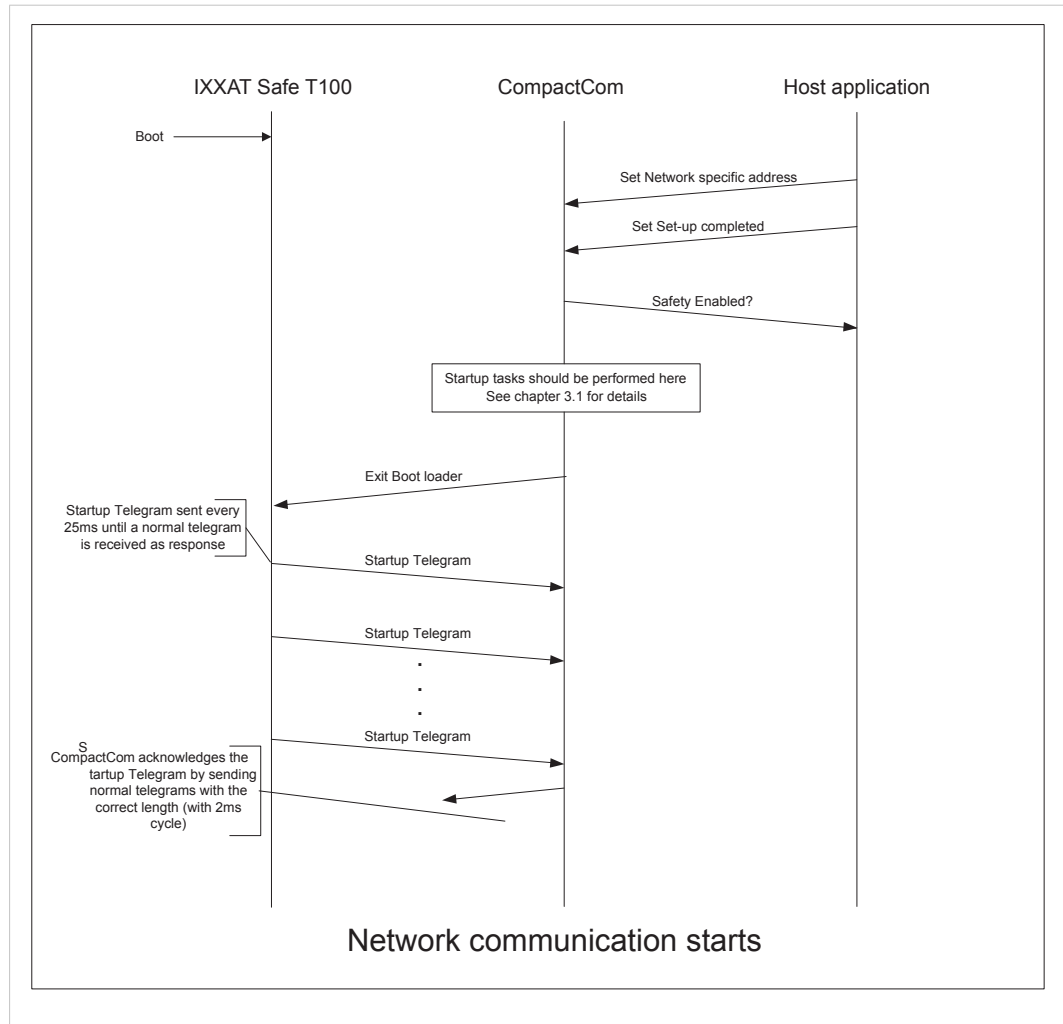 IXXAT Safe T100
CompactCom
Host application
Boot
Set Network specific address
Set Set-up completed
Safety Enabled?
Startup tasks should be performed here
See chapter 3.1 for details
Exit Boot loader
Startup Telegram sent every
25ms until a normal telegram
is received as response
Startup Telegram
Startup Telegram
.
.
.
Startup Telegram
S
CompactCom acknowledges the
tartup Telegram by sending
normal telegrams with the
correct length (with 2ms
cycle)
Network communication starts